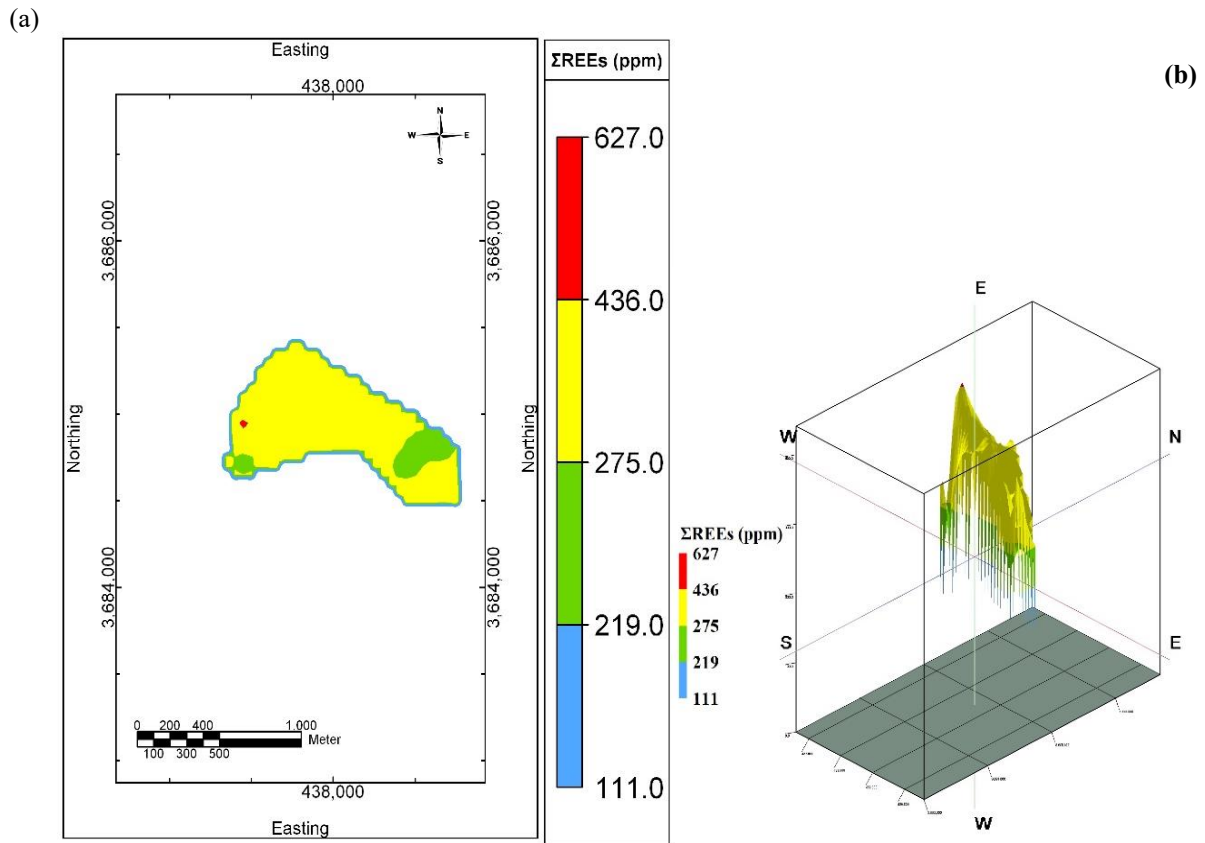 (a)
Easting
438,000
N
W E
S
3,686,000
3,686,000
Northing
Northing
3,684,000
3,684,000
0 200 400 1.000
Meter
100 300 500
438,000
Easting
ΣREEs (ppm)
627.0
436.0
275.0
219.0
111.0
ΣREEs (ppm)
627
436
275
219
111
(b)
E
W
N
S
E
W